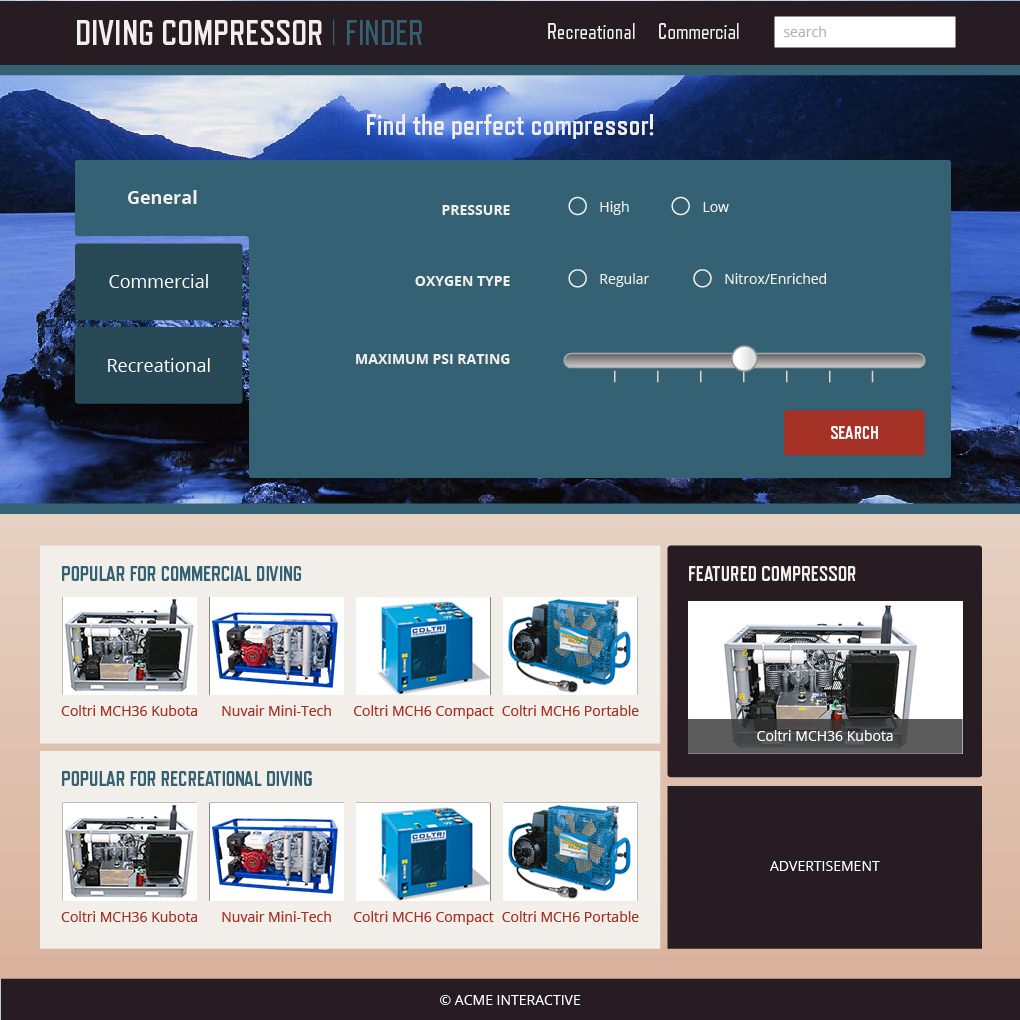 DIVING COMPRESSOR | FINDER
Recreational Commercial
search
Find the perfect compressor!
General
Commercial
Recreational
PRESSURE High Low
OXYGEN TYPE Regular Nitrox/Enriched
MAXIMUM PSI RATING
SEARCH
POPULAR FOR COMMERCIAL DIVING
COLTRI
Coltri MCH36 Kubota Nuvair Mini-Tech Coltri MCH6 Compact Coltri MCH6 Portable
POPULAR FOR RECREATIONAL DIVING
COLTRI
Coltri MCH36 Kubota Nuvair Mini-Tech Coltri MCH6 Compact Coltri MCH6 Portable
FEATURED COMPRESSOR
Coltri MCH36 Kubota
ADVERTISEMENT
© ACME INTERACTIVE